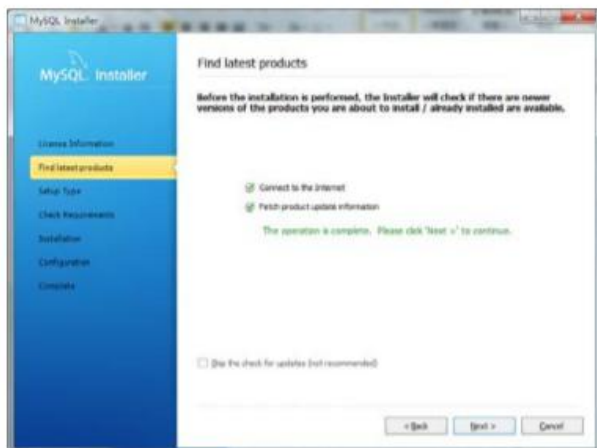 MySQL Installer
MySQL Installer
Find latest products
Before the installation is performed, the Installer will check if there are newer
versions of the products you are about to install / already installed are available.
License Information
Find latest products
Setup Type
Check Requirements
Installation
Configuration
Complete
Connect to the Internet
Fetch product update information
The operation is complete. Please click 'Next >' to continue.
Skip the check for updates (not recommended)
< Back
Next >
Cancel